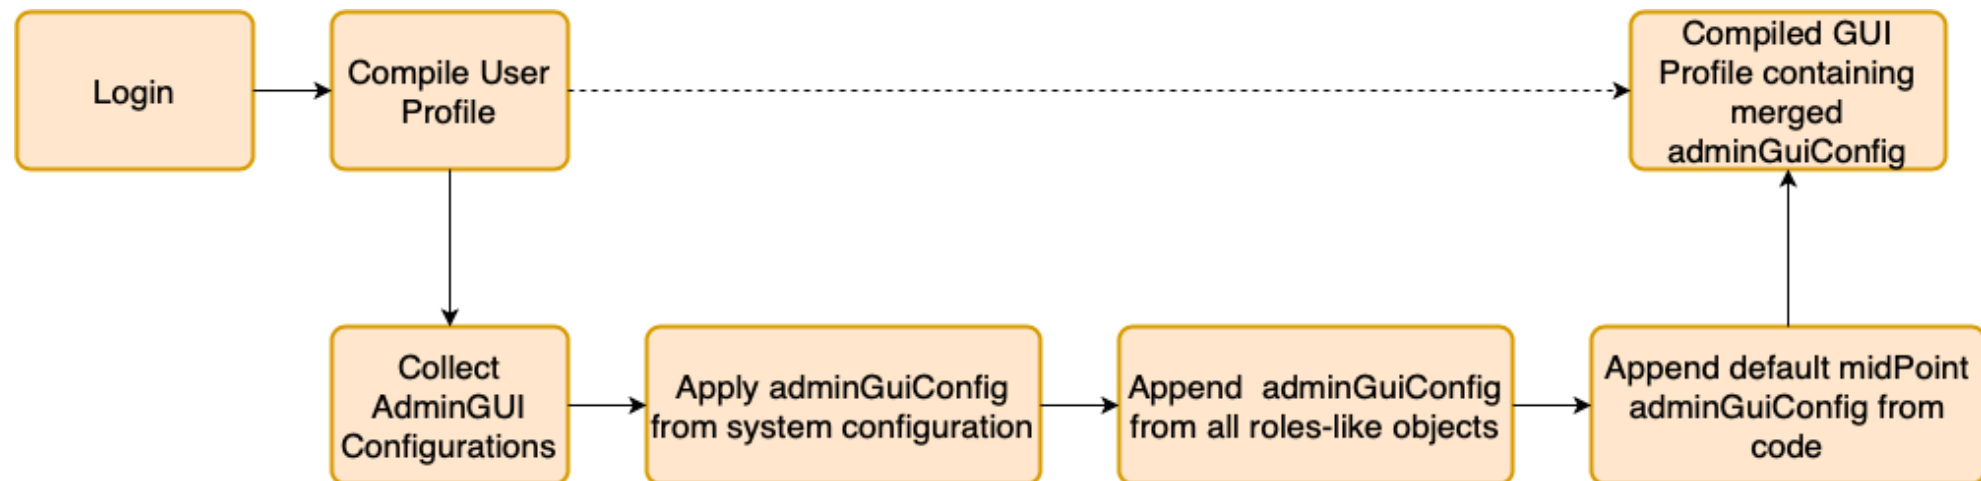 Login
Compile User
Profile
Compiled GUI
Profile containing
merged
adminGuiConfig
Collect
AdminGUI
Configurations
Apply adminGuiConfig
from system configuration
Append  adminGuiConfig
from all roles-like objects
Append default midPoint
adminGuiConfig from
code